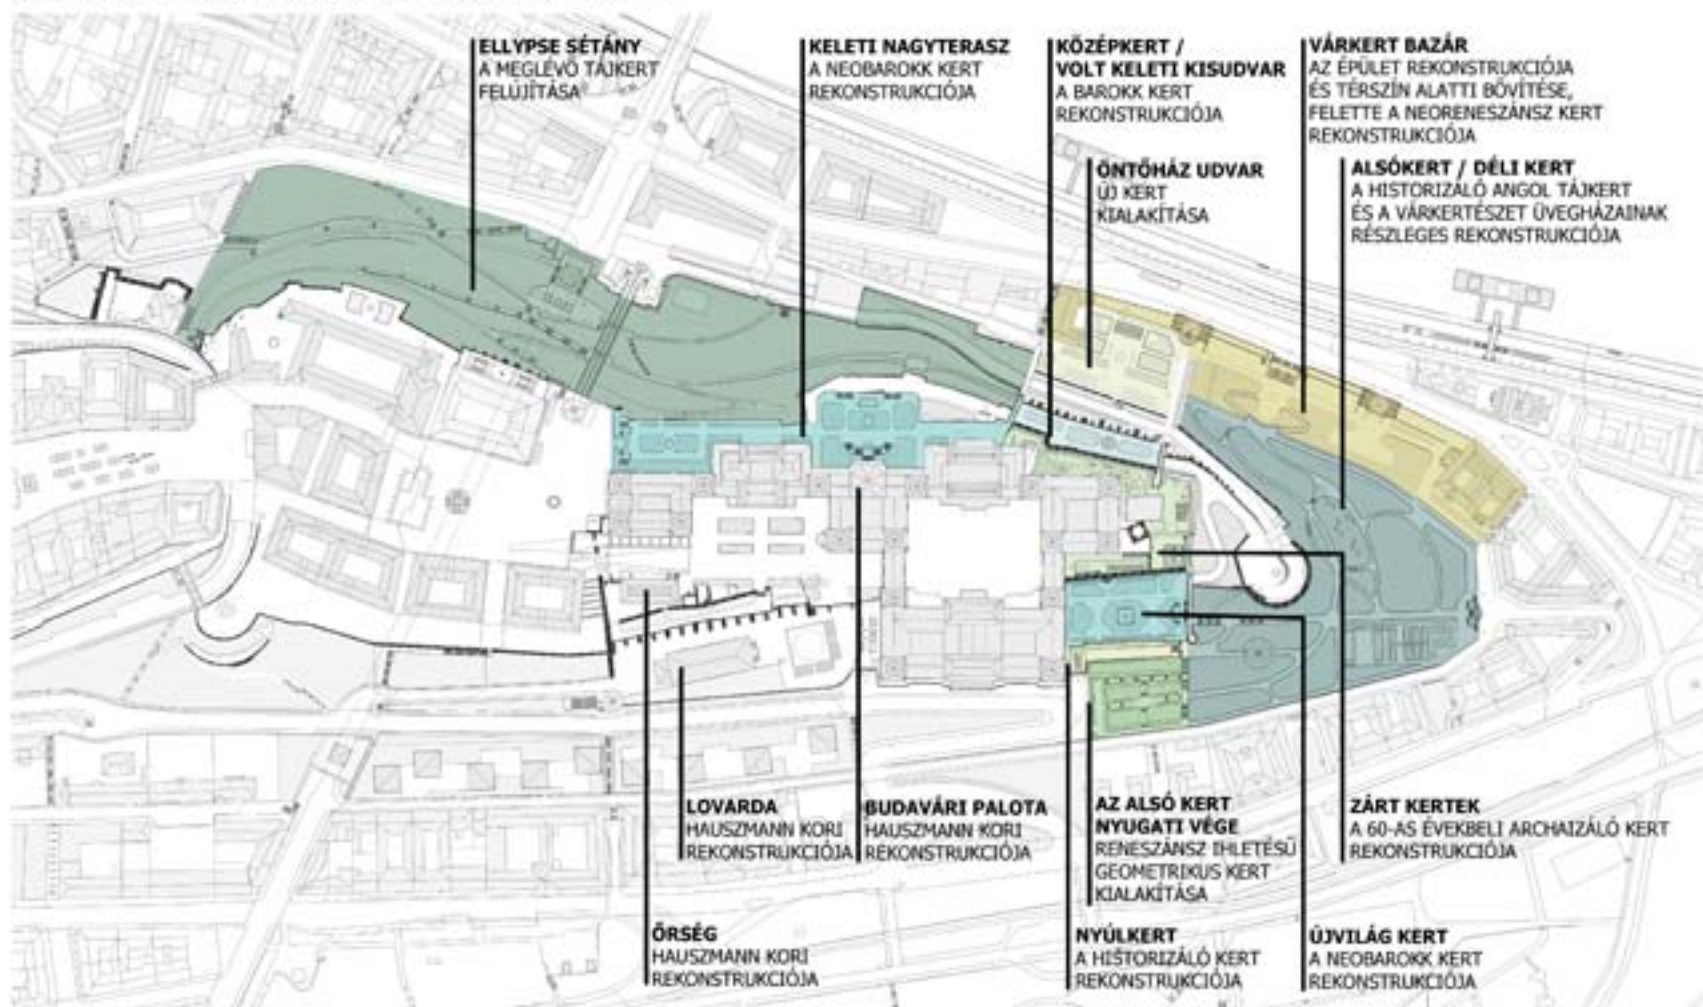 ELLYPSE SÉTÁNY
A MEGLÉVŐ TÁJKERT
FELÚJÍTÁSA
KELETI NAGYTERASZ
A NEOBAROKK KERT
REKONSTRUKCIÓJA
KÖZÉPKERT /
VOLT KELETI KISUDVAR
A BAROKK KERT
REKONSTRUKCIÓJA
VÁRKERT BAZÁR
AZ ÉPÜLET REKONSTRUKCIÓJA
ÉS TÉRSZÍN ALATTI BŐVÍTÉSE,
FELETTE A NEORENESZÁNSZ KERT
REKONSTRUKCIÓJA
ÖNTŐHÁZ UDVAR
ÚJ KERT
KIALAKÍTÁSA
ALSÓKERT / DÉLI KERT
A HISTORIZÁLÓ ANGOL TÁJKERT
ÉS A VÁRKERTÉSZET ÜVEGHÁZAINAK
RÉSZLEGES REKONSTRUKCIÓJA
LOVARDA
HAUSZMANN KORI
REKONSTRUKCIÓJA
BUDAVÁRI PALOTA
HAUSZMANN KORI
REKONSTRUKCIÓJA
AZ ALSÓ KERT
NYUGATI VÉGE
RENESZÁNSZ IHLETÉSŰ
GEOMETRIKUS KERT
KIALAKÍTÁSA
ZÁRT KERTEK
A 60-AS ÉVEKBELI ARCHAIZÁLÓ KERT
REKONSTRUKCIÓJA
ŐRSÉG
HAUSZMANN KORI
REKONSTRUKCIÓJA
NYÚLKERT
A HISTORIZÁLÓ KERT
REKONSTRUKCIÓJA
ÚJVILÁG KERT
A NEOBAROKK KERT
REKONSTRUKCIÓJA